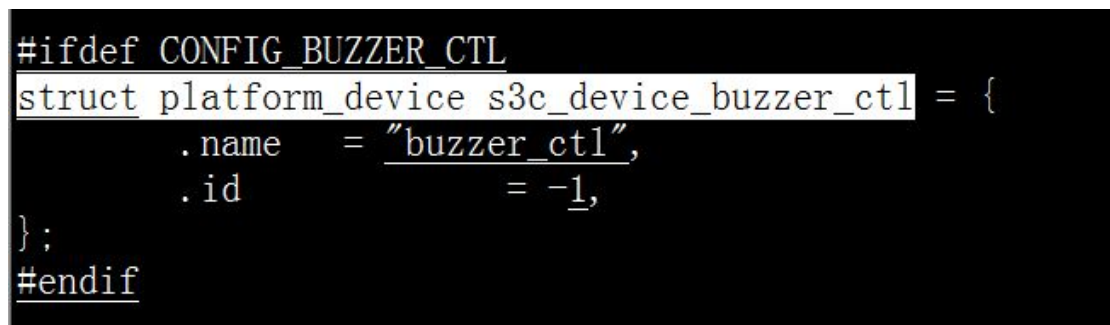 #ifdef CONFIG_BUZZER_CTL
struct platform_device s3c_device_buzzer_ctl = {
        .name   = "buzzer_ctl",
        .id             = -1,
};
#endif